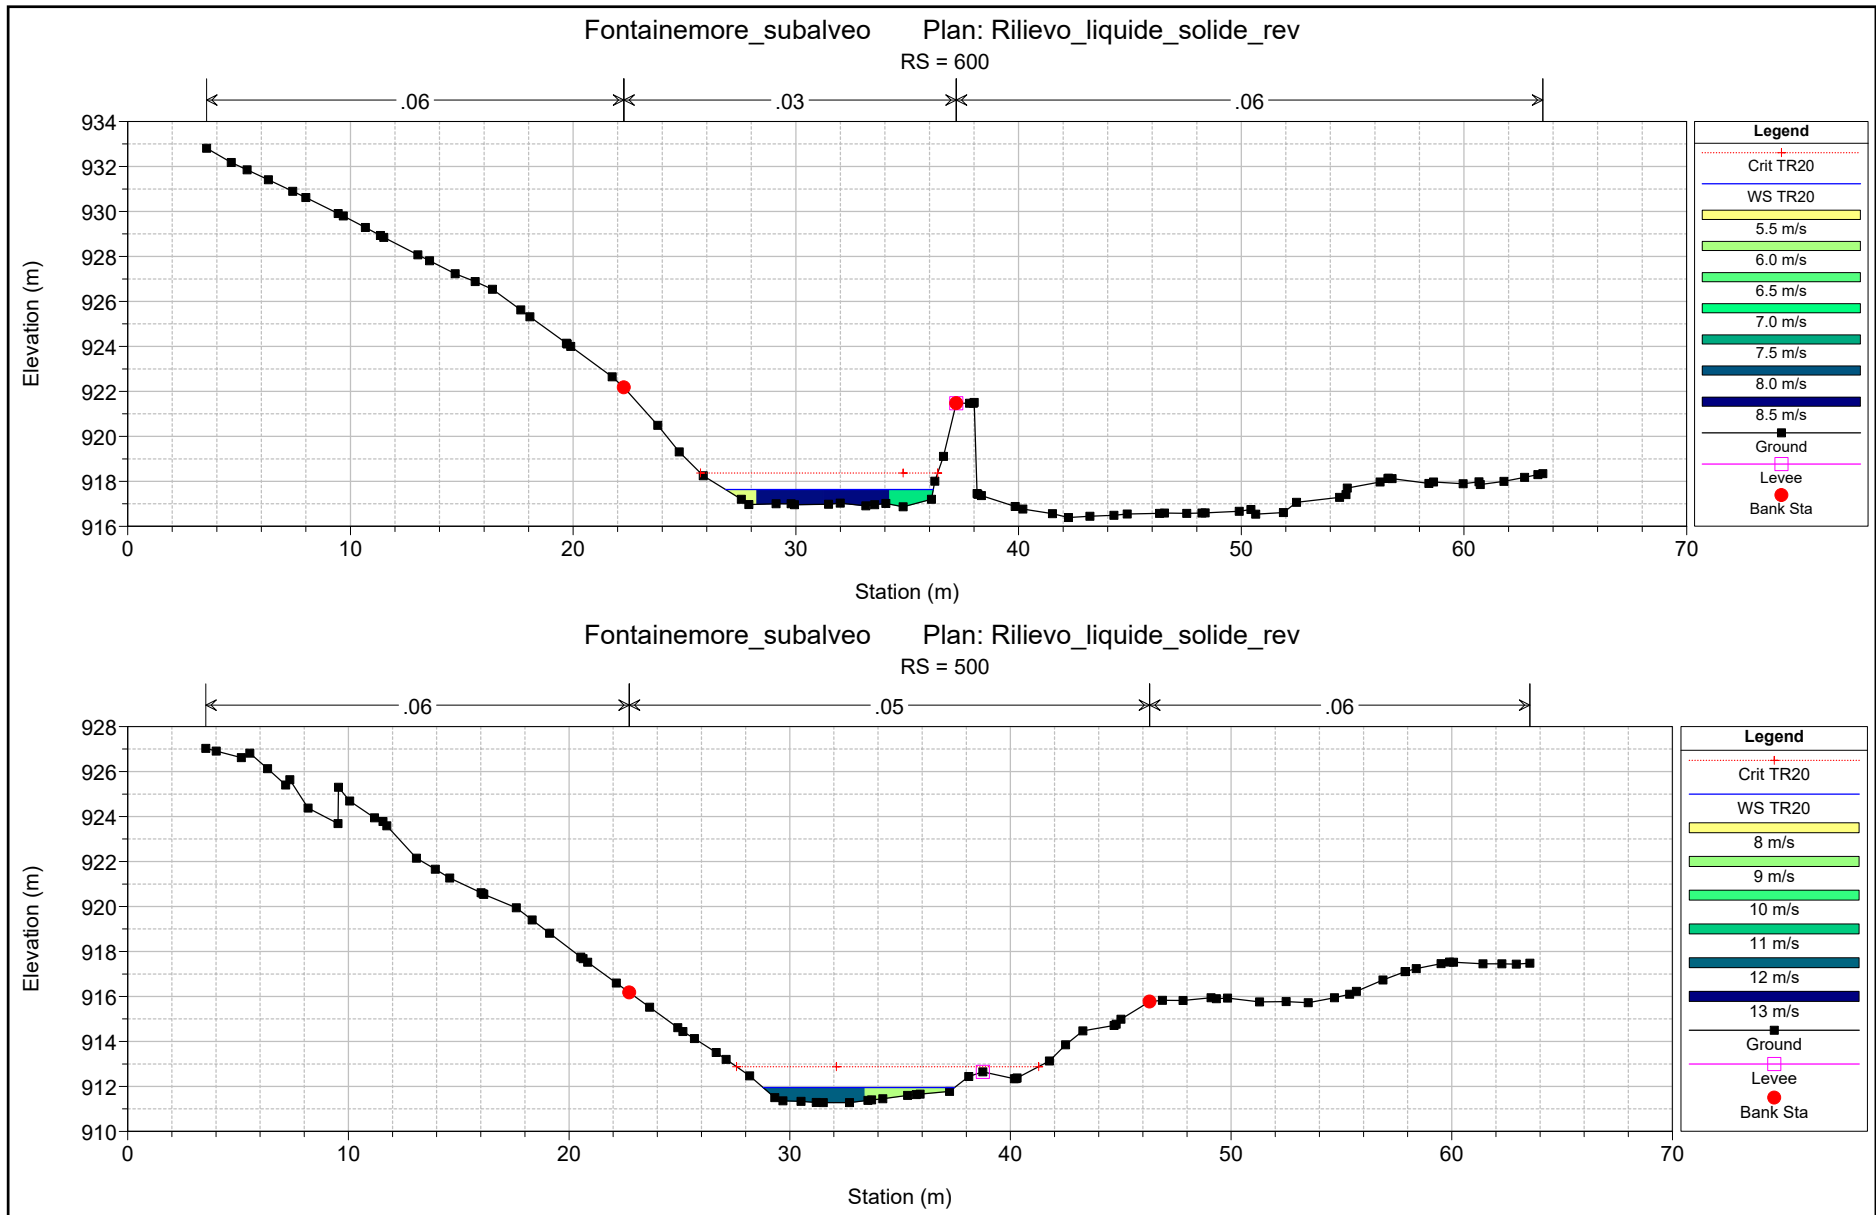 Fontainemore_subalveo Plan: Rilievo_liquide_solide_rev
RS = 600
.06 .03 .06
Elevation (m)
934
932
930
928
926
924
922
920
918
916
0 10 20 30 40 50 60 70
Station (m)
Legend
Crit TR20
WS TR20
5.5 m/s
6.0 m/s
6.5 m/s
7.0 m/s
7.5 m/s
8.0 m/s
8.5 m/s
Ground
Levee
Bank Sta
Fontainemore_subalveo Plan: Rilievo_liquide_solide_rev
RS = 500
.06 .05 .06
Elevation (m)
928
926
924
922
920
918
916
914
912
910
0 10 20 30 40 50 60 70
Station (m)
Legend
Crit TR20
WS TR20
8 m/s
9 m/s
10 m/s
11 m/s
12 m/s
13 m/s
Ground
Levee
Bank Sta